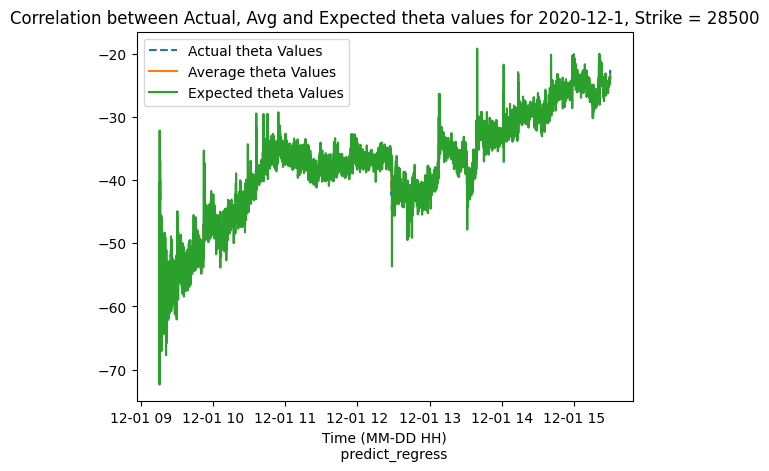 Correlation between Actual, Avg and Expected theta values for 2020-12-1, Strike = 28500
Actual theta Values
Average theta Values
Expected theta Values
−20
−30
−40
−50
−60
−70
12-01 09 12-01 10 12-01 11 12-01 12 12-01 13 12-01 14 12-01 15
Time (MM-DD HH)
predict_regress